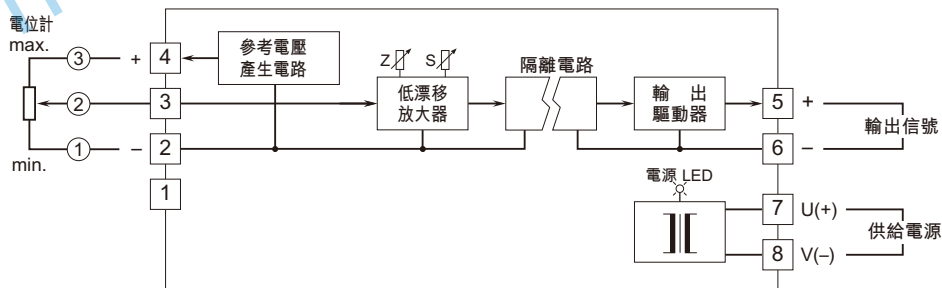 電位計
max.
③ + 4
② 3
① – 2
min.
1
參考電壓
產生電路
Z S
低漂移
放大器
隔離電路
輸出
驅動器
5 +
輸出信號
6 –
電源 LED
7 U(+)
供給電源
8 V(–)